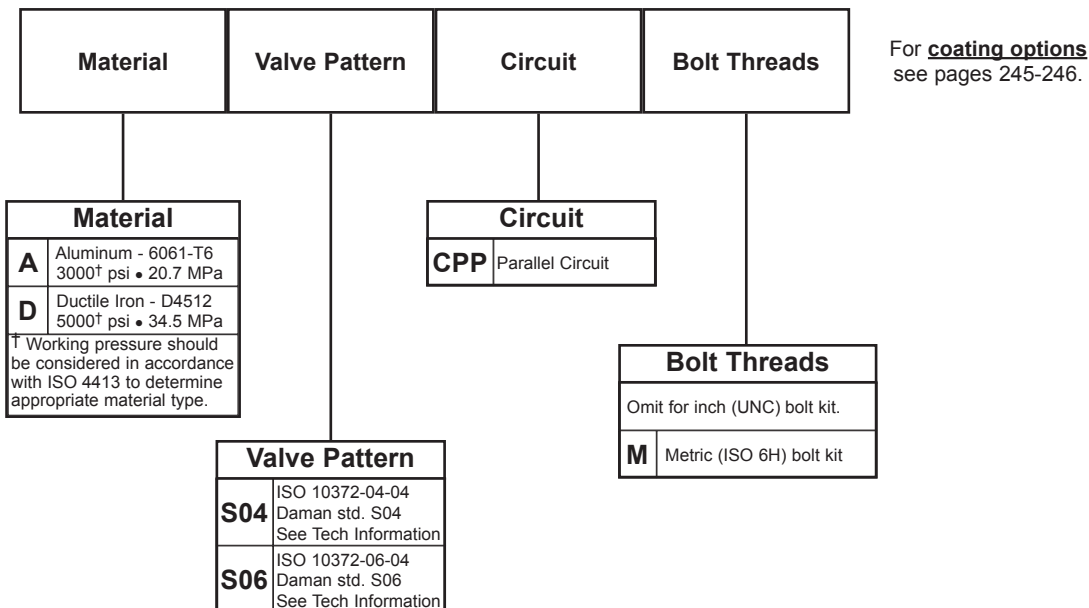 Material
Valve Pattern
Circuit
Bolt Threads
For coating options
see pages 245-246.
Material
A
Aluminum - 6061-T6
3000† psi • 20.7 MPa
D
Ductile Iron - D4512
5000† psi • 34.5 MPa
† Working pressure should
be considered in accordance
with ISO 4413 to determine
appropriate material type.
Circuit
CPP
Parallel Circuit
Bolt Threads
Omit for inch (UNC) bolt kit.
M
Metric (ISO 6H) bolt kit
Valve Pattern
S04
ISO 10372-04-04
Daman std. S04
See Tech Information
S06
ISO 10372-06-04
Daman std. S06
See Tech Information